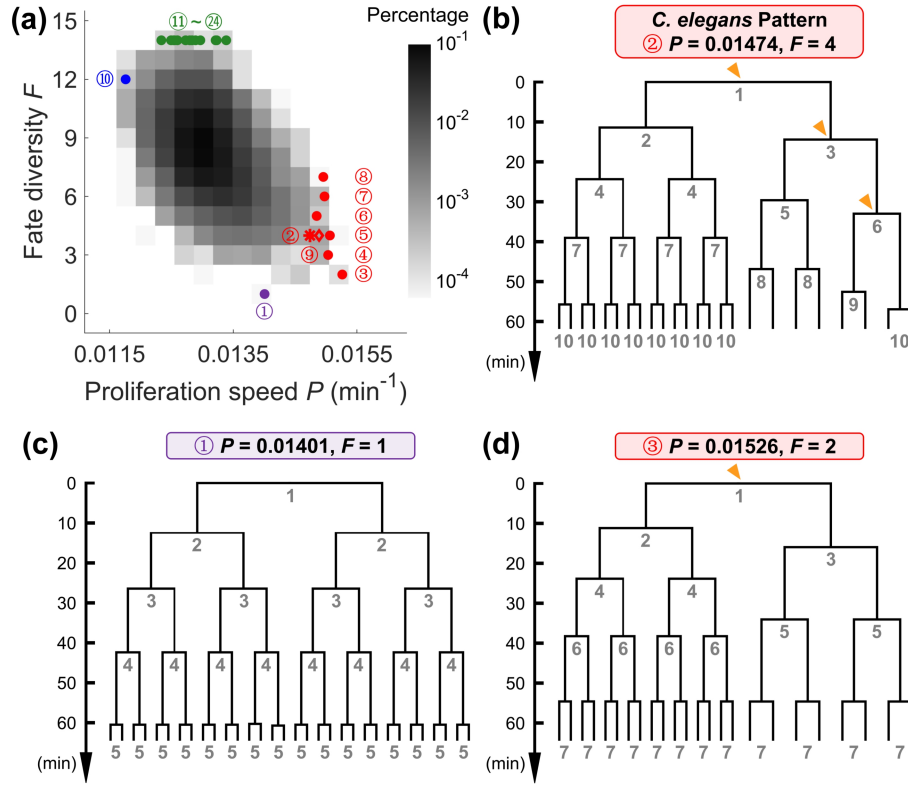 (a)
Percentage
⑪ ~ ㉔
Fate diversity F
15
12
9
6
3
0
⑩
⑧
⑦
⑥
② ⑤
⑨ ④
③
①
10⁻¹
10⁻²
10⁻³
10⁻⁴
0.0115 0.0135 0.0155
Proliferation speed P (min⁻¹)
(b)
C. elegans Pattern
② P = 0.01474, F = 4
0
10
20
30
40
50
60
(min)
1
2 3
4 4 5 6
7 7 7 7 8 8 9
10 10 10 10 10 10 10 10 10
(c)
① P = 0.01401, F = 1
0
10
20
30
40
50
60
(min)
1
2 2
3 3 3 3
4 4 4 4 4 4 4 4
5 5 5 5 5 5 5 5 5 5 5 5 5 5 5 5
(d)
③ P = 0.01526, F = 2
0
10
20
30
40
50
60
(min)
1
2 3
4 4 5 5
6 6 6 6
7 7 7 7 7 7 7 7 7 7 7 7